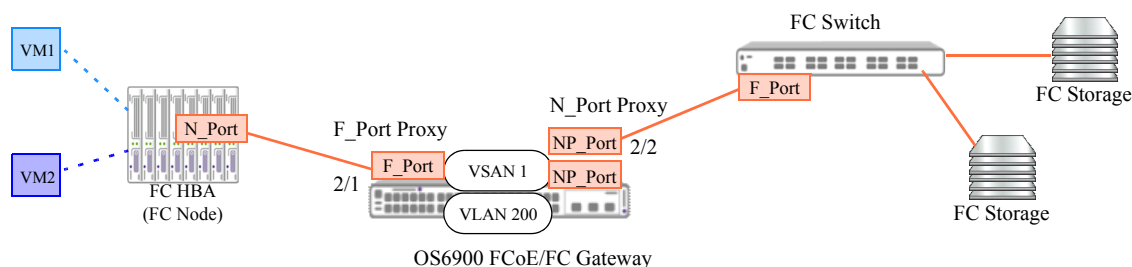 VM1
FC Switch
F_Port
FC Storage
N_Port Proxy
N_Port
F_Port Proxy
NP_Port
2/2
F_Port
VSAN 1
NP_Port
2/1
VM2
FC HBA
(FC Node)
VLAN 200
FC Storage
OS6900 FCoE/FC Gateway